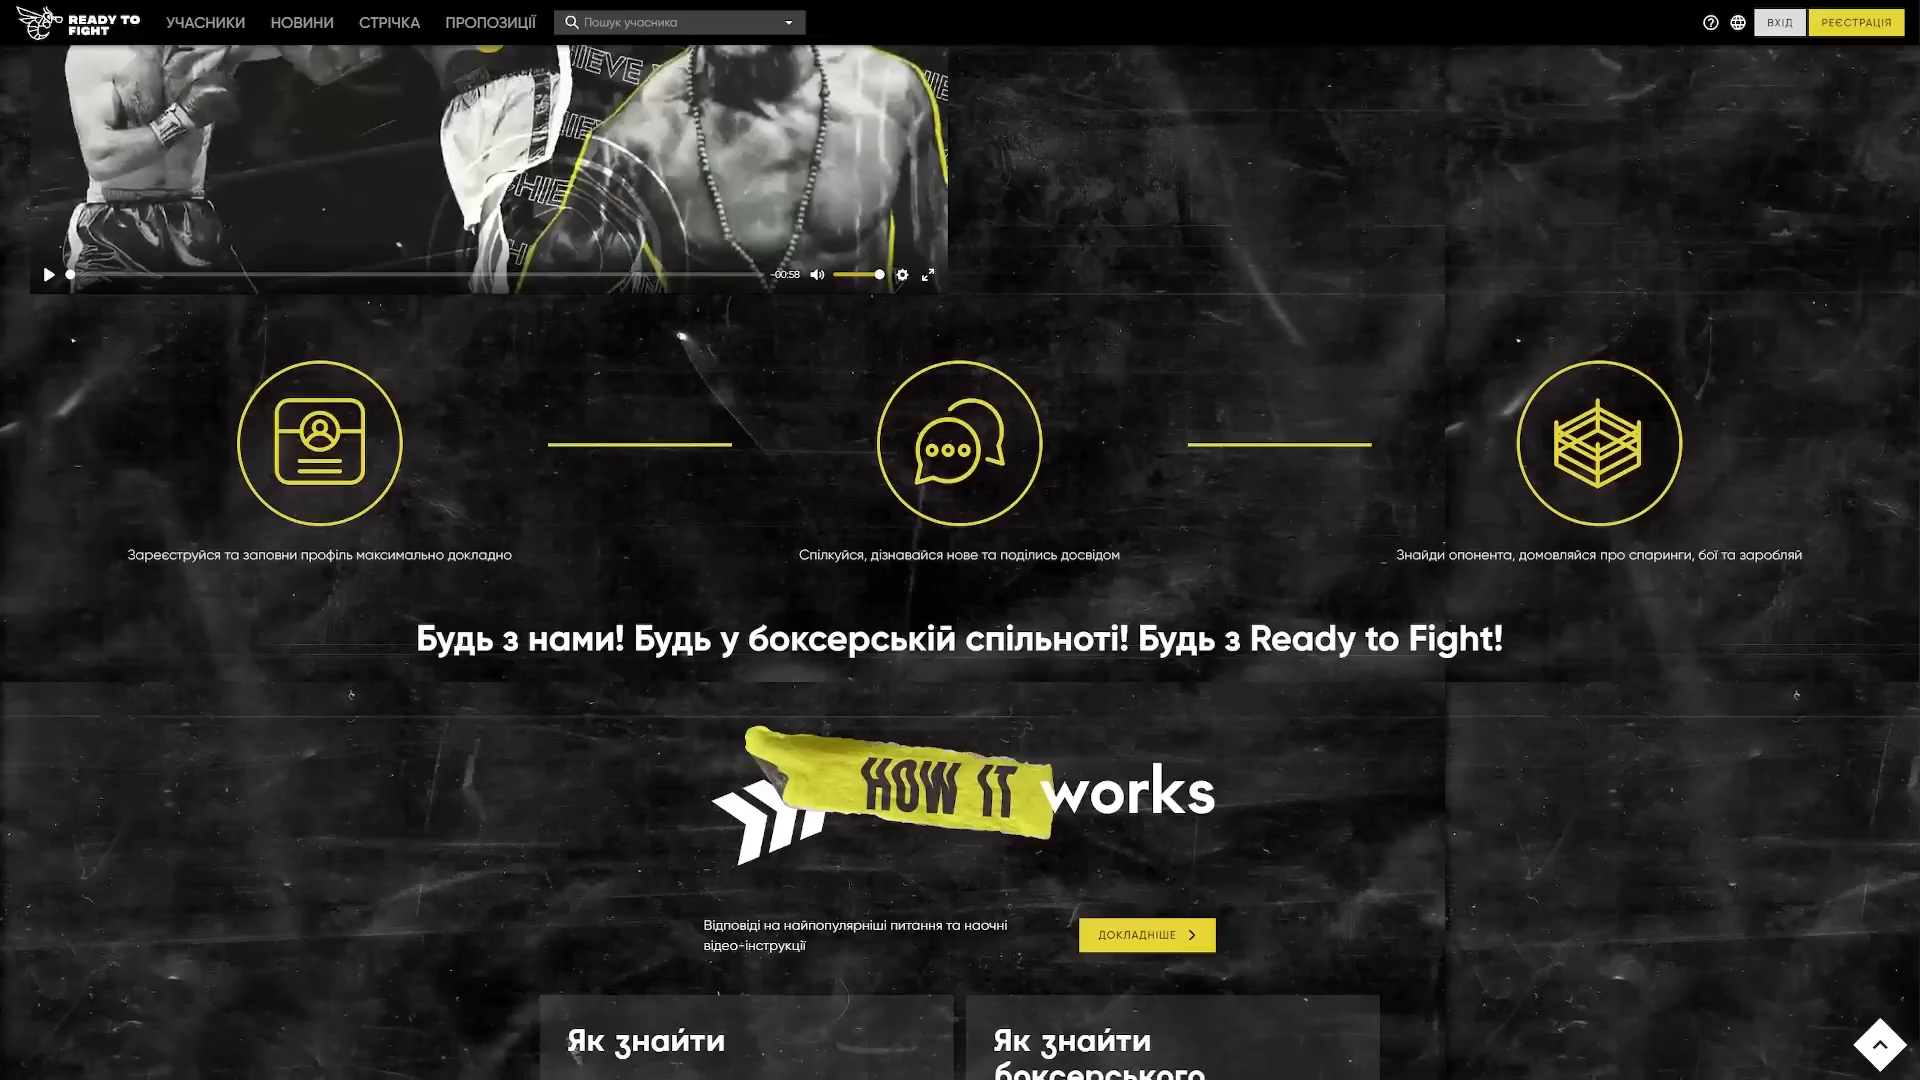 READY TO
FIGHT
УЧАСНИКИ
НОВИНИ
СТРІЧКА
ПРОПОЗИЦІЇ
Пошук учасника
ВХІД
РЕЄСТРАЦІЯ
-00:58
Зареєструйся та заповни профіль максимально докладно
Спілкуйся, дізнавайся нове та поділись досвідом
Знайди опонента, домовляйся про спаринги, бої та заробляй
Будь з нами! Будь у боксерській спільноті! Будь з Ready to Fight!
HOW IT works
Відповіді на найпопулярніші питання та наочні
відео-інструкції
ДОКЛАДНІШЕ
Як знайти
Як знайти
боксерського